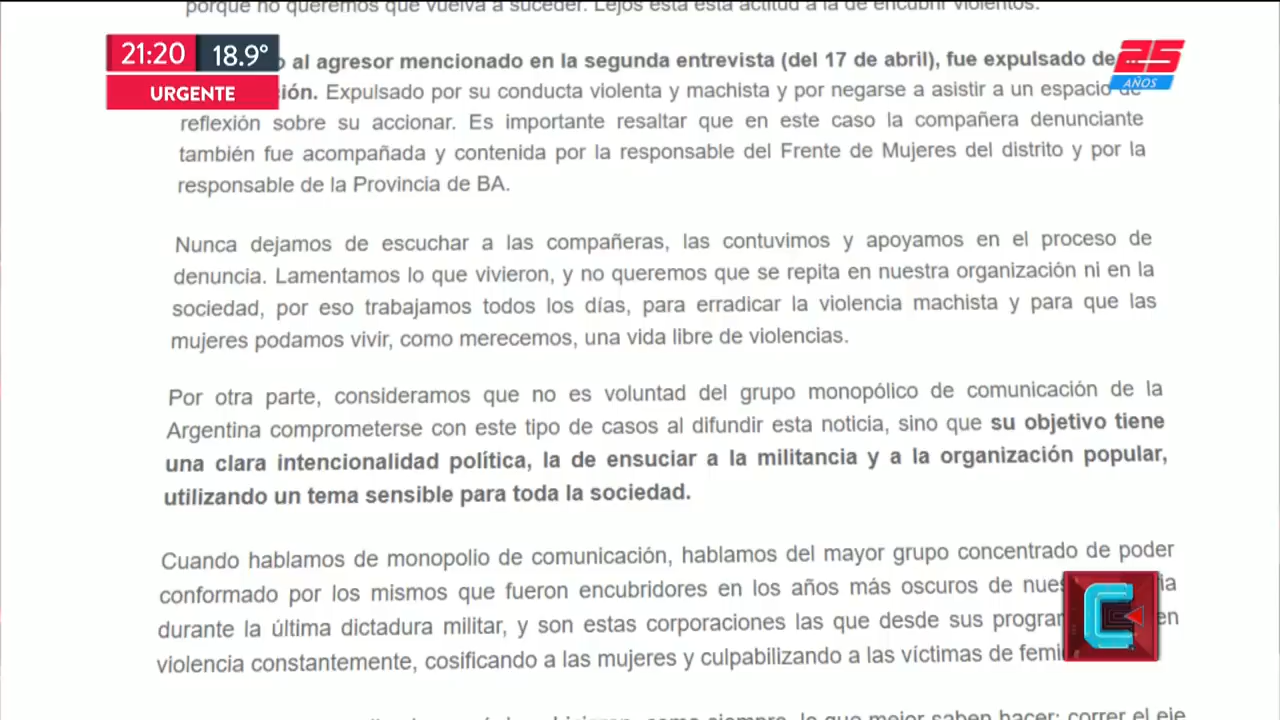 porque no queremos que vuelva a suceder. Lejos está esta actitud a la de encubrir violentos.
21:20 18.9°
URGENTE
25
AÑOS
al agresor mencionado en la segunda entrevista (del 17 de abril), fue expulsado de
Expulsado por su conducta violenta y machista y por negarse a asistir a un espacio de
reflexión sobre su accionar. Es importante resaltar que en este caso la compañera denunciante
también fue acompañada y contenida por la responsable del Frente de Mujeres del distrito y por la
responsable de la Provincia de BA.
Nunca dejamos de escuchar a las compañeras, las contuvimos y apoyamos en el proceso de
denuncia. Lamentamos lo que vivieron, y no queremos que se repita en nuestra organización ni en la
sociedad, por eso trabajamos todos los días, para erradicar la violencia machista y para que las
mujeres podamos vivir, como merecemos, una vida libre de violencias.
Por otra parte, consideramos que no es voluntad del grupo monopólico de comunicación de la
Argentina comprometerse con este tipo de casos al difundir esta noticia, sino que su objetivo tiene
una clara intencionalidad política, la de ensuciar a la militancia y a la organización popular,
utilizando un tema sensible para toda la sociedad.
Cuando hablamos de monopolio de comunicación, hablamos del mayor grupo concentrado de poder
conformado por los mismos que fueron encubridores en los años más oscuros de
durante la última dictadura militar, y son estas corporaciones las que desde sus
violencia constantemente, cosificando a las mujeres y culpabilizando a las víctimas de
como siempre, lo que mejor saben hacer: correr el eje